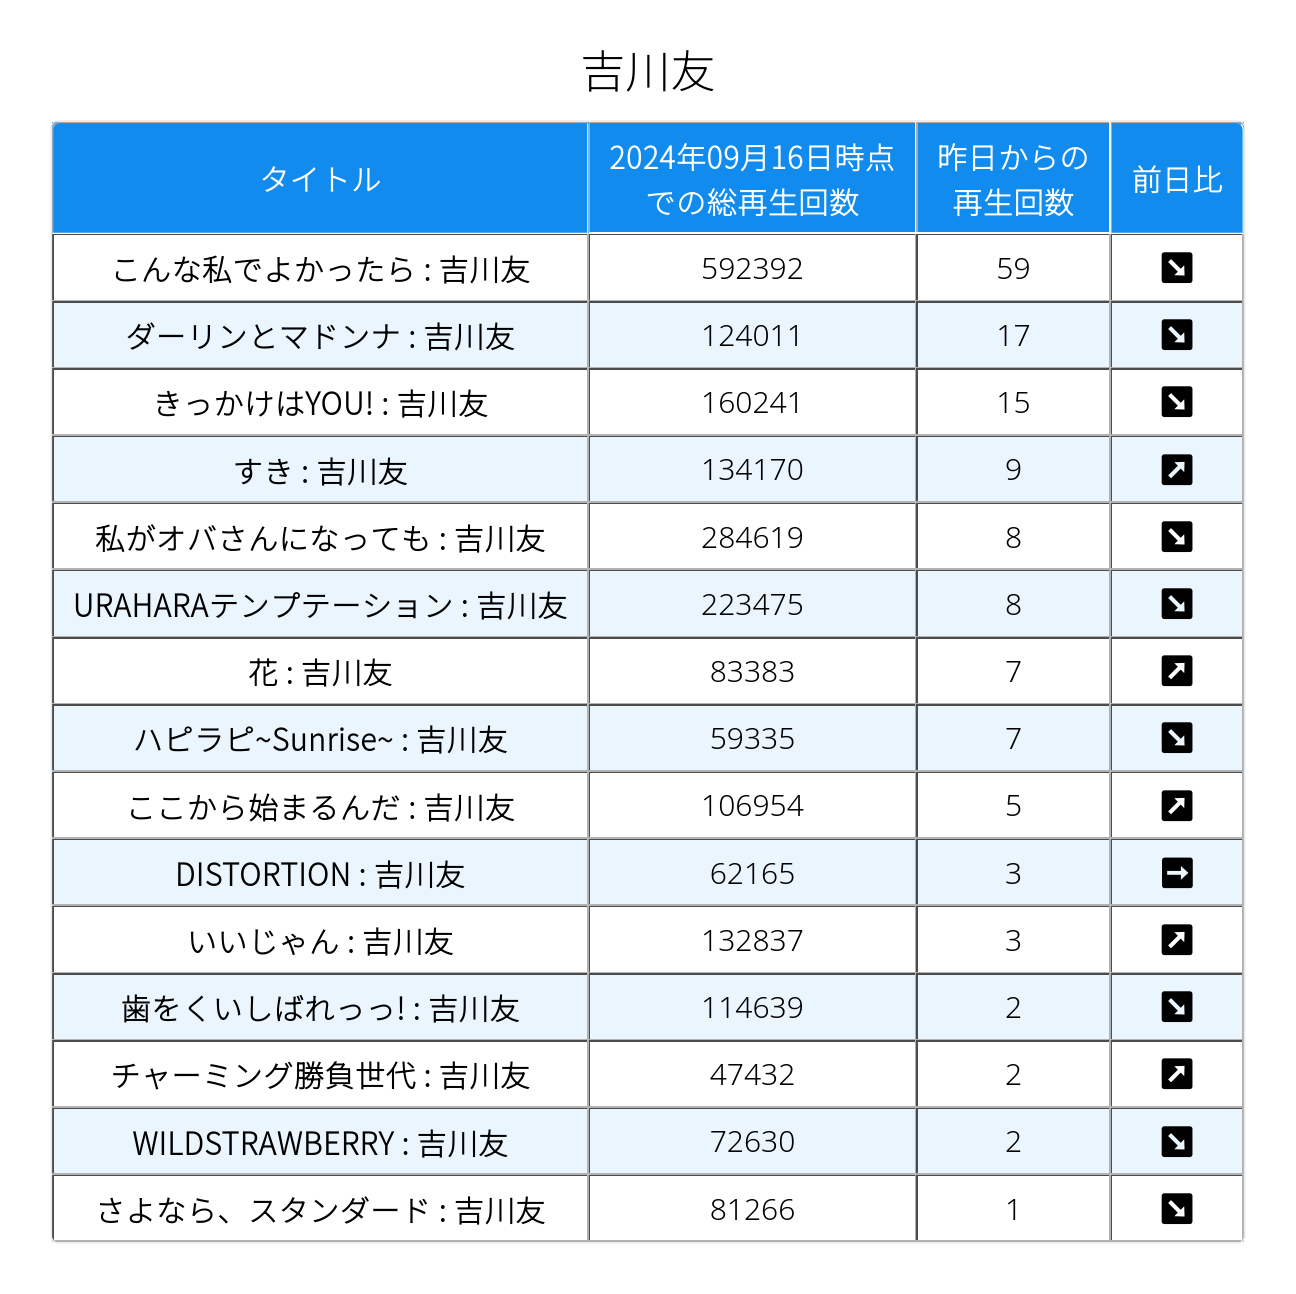 吉川友
タイトル
2024年09月16日時点
での総再生回数
昨日からの
再生回数
前日比
こんな私でよかったら : 吉川友 592392 59 ↘
ダーリンとマドンナ : 吉川友 124011 17 ↘
きっかけはYOU! : 吉川友 160241 15 ↘
すき : 吉川友 134170 9 ↗
私がオバさんになっても : 吉川友 284619 8 ↘
URAHARAテンプテーション : 吉川友 223475 8 ↘
花 : 吉川友 83383 7 ↗
ハピラピ~Sunrise~ : 吉川友 59335 7 ↘
ここから始まるんだ : 吉川友 106954 5 ↗
DISTORTION : 吉川友 62165 3 →
いいじゃん : 吉川友 132837 3 ↗
歯をくいしばれっっ! : 吉川友 114639 2 ↘
チャーミング勝負世代 : 吉川友 47432 2 ↗
WILDSTRAWBERRY : 吉川友 72630 2 ↘
さよなら、スタンダード : 吉川友 81266 1 ↘